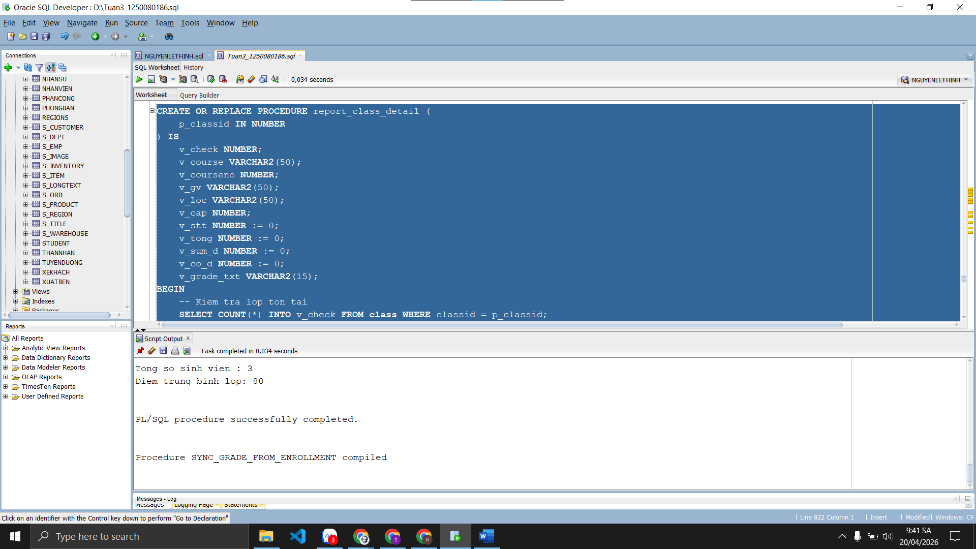 Oracle SQL Developer : D:\Tuan3_1250080186.sql
File Edit View Navigate Run Source Team Tools Window Help
Connections
NHANSU
NHANVIEN
PHANCONG
PHONGBAN
REGIONS
S_CUSTOMER
S_DEPT
S_EMP
S_IMAGE
S_INVENTORY
S_ITEM
S_LONGTEXT
S_ORD
S_PRODUCT
S_REGION
S_TITLE
S_WAREHOUSE
STUDENT
THANNHAN
TUYENDUONG
XEKHACH
XUATBEN
Views
Indexes
Packages
Reports
All Reports
Analytic View Reports
Data Dictionary Reports
Data Modeler Reports
OLAP Reports
TimesTen Reports
User Defined Reports
NGUYENLETHINH.sql
Tuan3_1250080186.sql
SQL Worksheet History
0,034 seconds
NGUYENLETHINH
Worksheet Query Builder
CREATE OR REPLACE PROCEDURE report_class_detail (
p_classid IN NUMBER
) IS
v_check NUMBER;
v_course VARCHAR2(50);
v_courseno NUMBER;
v_gv VARCHAR2(50);
v_loc VARCHAR2(50);
v_cap NUMBER;
v_stt NUMBER := 0;
v_tong NUMBER := 0;
v_sum_d NUMBER := 0;
v_co_d NUMBER := 0;
v_grade_txt VARCHAR2(15);
BEGIN
-- Kiem tra lop ton tai
SELECT COUNT(*) INTO v_check FROM class WHERE classid = p_classid;
Script Output
Task completed in 0,034 seconds
Tong so sinh vien : 3
Diem trung binh lop: 80
PL/SQL procedure successfully completed.
Procedure SYNC_GRADE_FROM_ENROLLMENT compiled
Messages - Log
Messages Logging Page Statements
Click on an identifier with the Control key down to perform "Go to Declaration"
Line 822 Column 1 Insert Modified Windows: CF
Type here to search
9:41 SA
20/04/2026